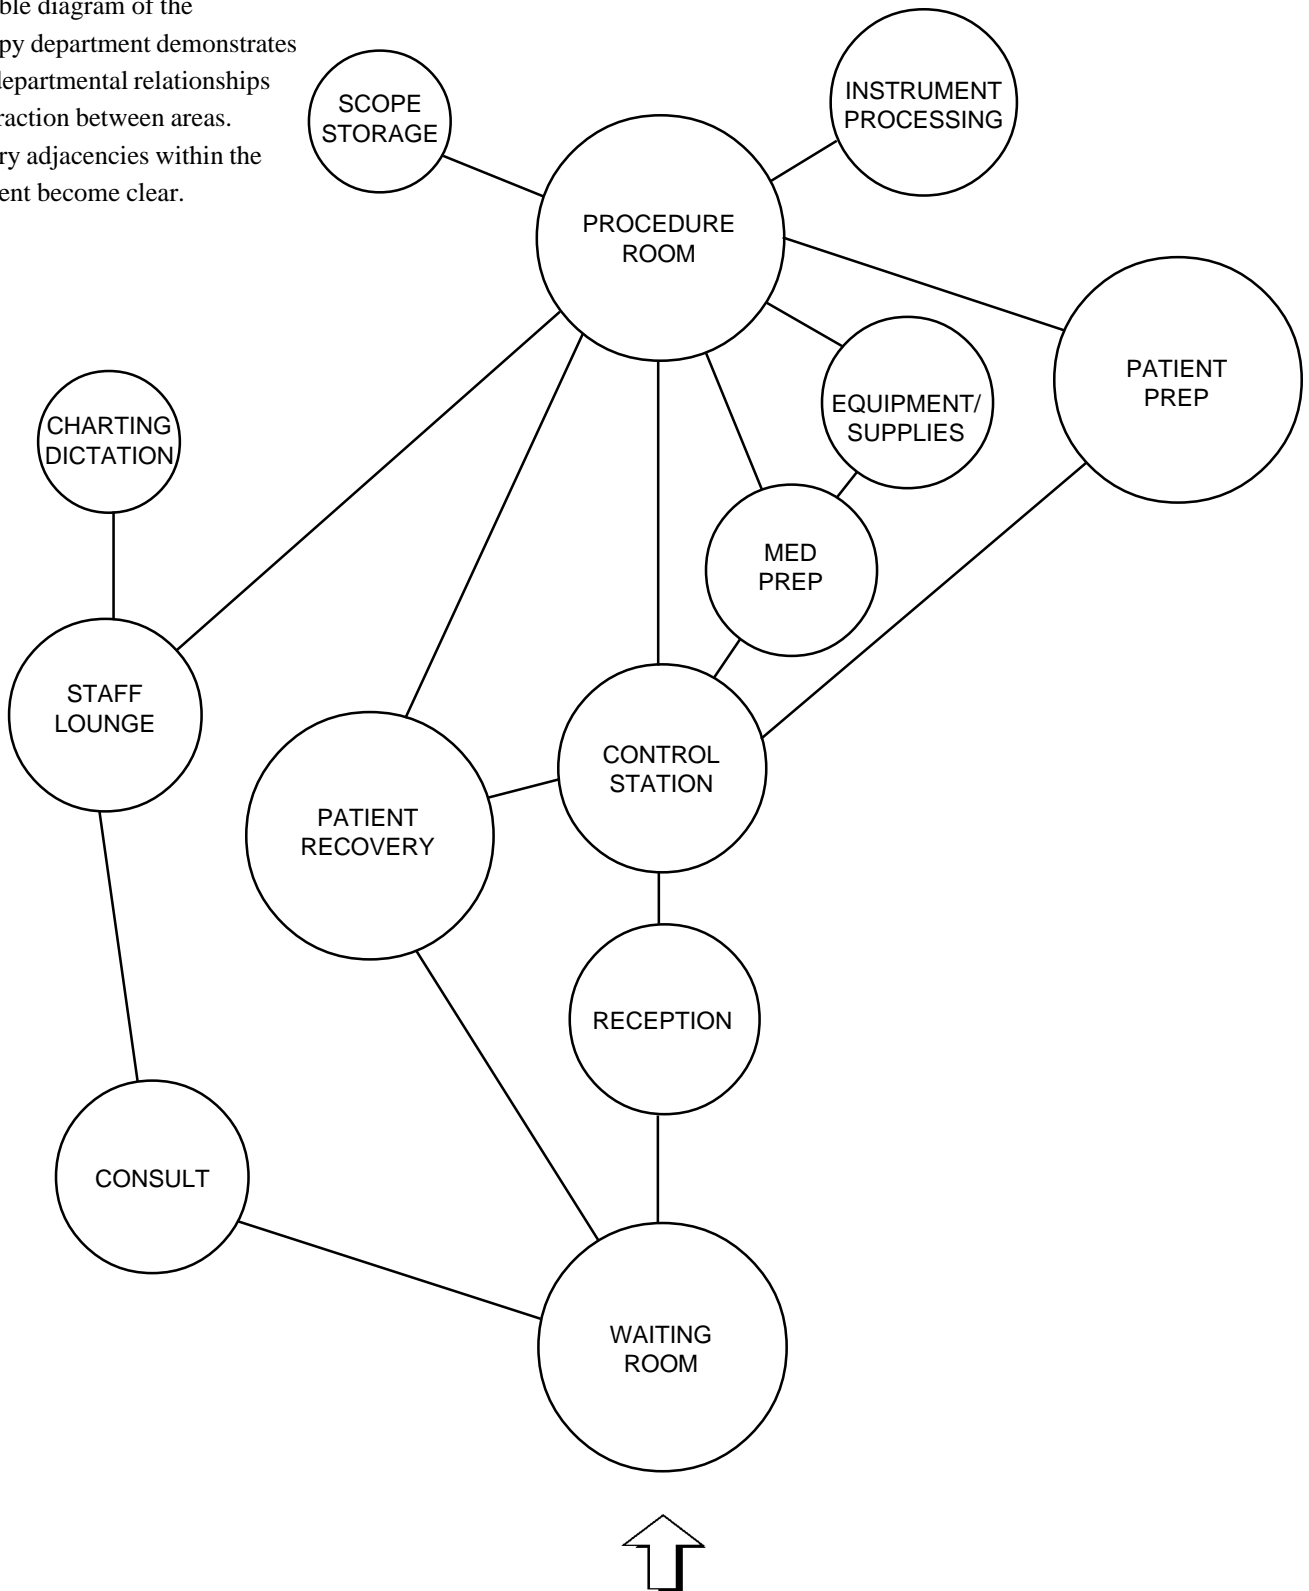 ble diagram of the
py department demonstrates
departmental relationships
raction between areas.
ry adjacencies within the
ent become clear.
SCOPE
STORAGE
INSTRUMENT
PROCESSING
PROCEDURE
ROOM
PATIENT
PREP
EQUIPMENT/
SUPPLIES
CHARTING
DICTATION
MED
PREP
STAFF
LOUNGE
CONTROL
STATION
PATIENT
RECOVERY
RECEPTION
CONSULT
WAITING
ROOM